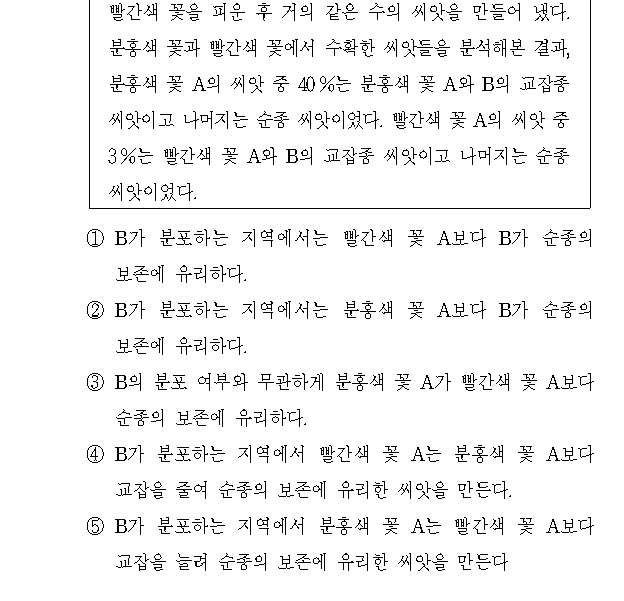 빨간색 꽃을 피운 후 거의 같은 수의 씨앗을 만들어 냈다.
분홍색 꽃과 빨간색 꽃에서 수확한 씨앗들을 분석해본 결과,
분홍색 꽃 A의 씨앗 중 40%는 분홍색 꽃 A와 B의 교잡종
씨앗이고 나머지는 순종 씨앗이었다. 빨간색 꽃 A의 씨앗 중
3%는 빨간색 꽃 A와 B의 교잡종 씨앗이고 나머지는 순종
씨앗이었다.
① B가 분포하는 지역에서는 빨간색 꽃 A보다 B가 순종의
보존에 유리하다.
② B가 분포하는 지역에서는 분홍색 꽃 A보다 B가 순종의
보존에 유리하다.
③ B의 분포 여부와 무관하게 분홍색 꽃 A가 빨간색 꽃 A보다
순종의 보존에 유리하다.
④ B가 분포하는 지역에서 빨간색 꽃 A는 분홍색 꽃 A보다
교잡을 줄여 순종의 보존에 유리한 씨앗을 만든다.
⑤ B가 분포하는 지역에서 분홍색 꽃 A는 빨간색 꽃 A보다
교잡을 늘려 순종의 보존에 유리한 씨앗을 만든다